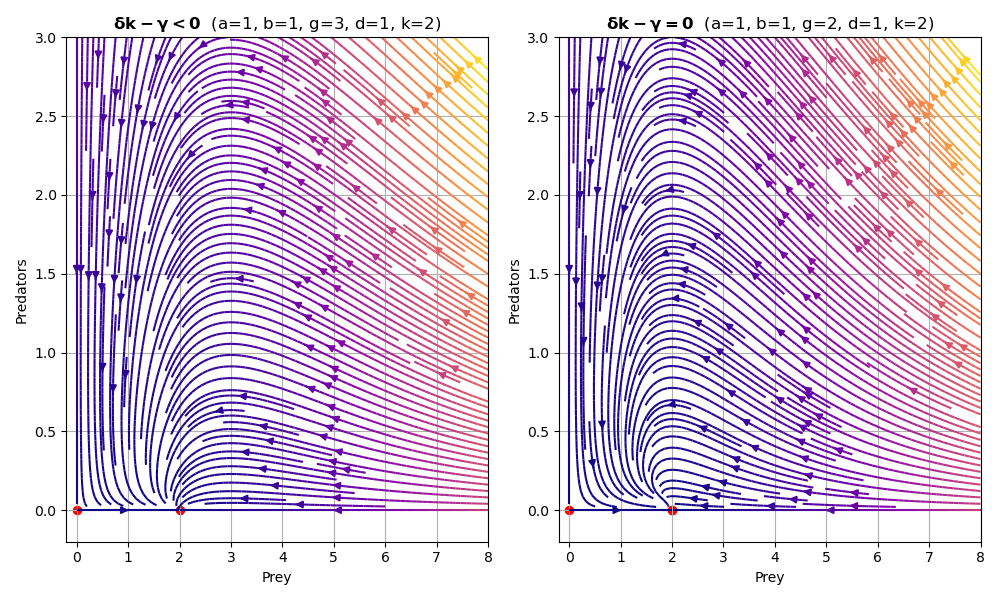 δk − γ < 0 (a=1, b=1, g=3, d=1, k=2)
3.0
2.5
2.0
1.5
1.0
0.5
0.0
Predators
0 1 2 3 4 5 6 7 8
Prey
δk − γ = 0 (a=1, b=1, g=2, d=1, k=2)
3.0
2.5
2.0
1.5
1.0
0.5
0.0
Predators
0 1 2 3 4 5 6 7 8
Prey